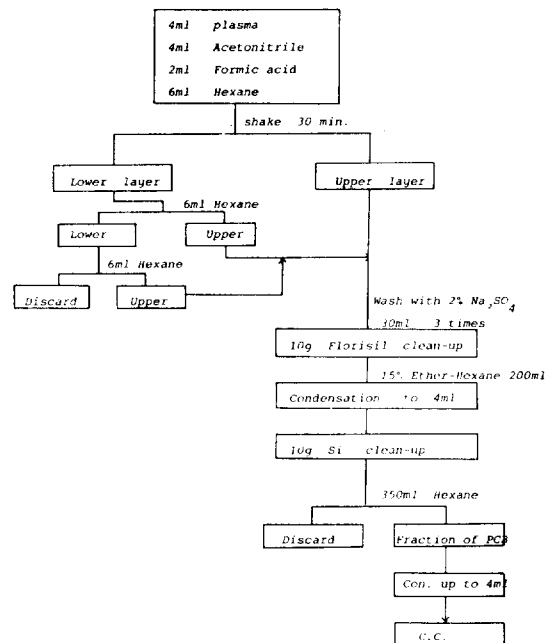 4ml plasma
4ml Acetonitrile
2ml Formic acid
6ml Hexane
shake 30 min.
Lower layer
Upper layer
6ml Hexane
Lower
Upper
6ml Hexane
Discard
Upper
Wash with 2% Na2SO4
30ml 3 times
10g Florisil clean-up
15% Ether-Hexane 200ml
Condensation to 4ml
10g Si clean-up
350ml Hexane
Discard
Fraction of PCB
Con. up to 4ml
G.C.